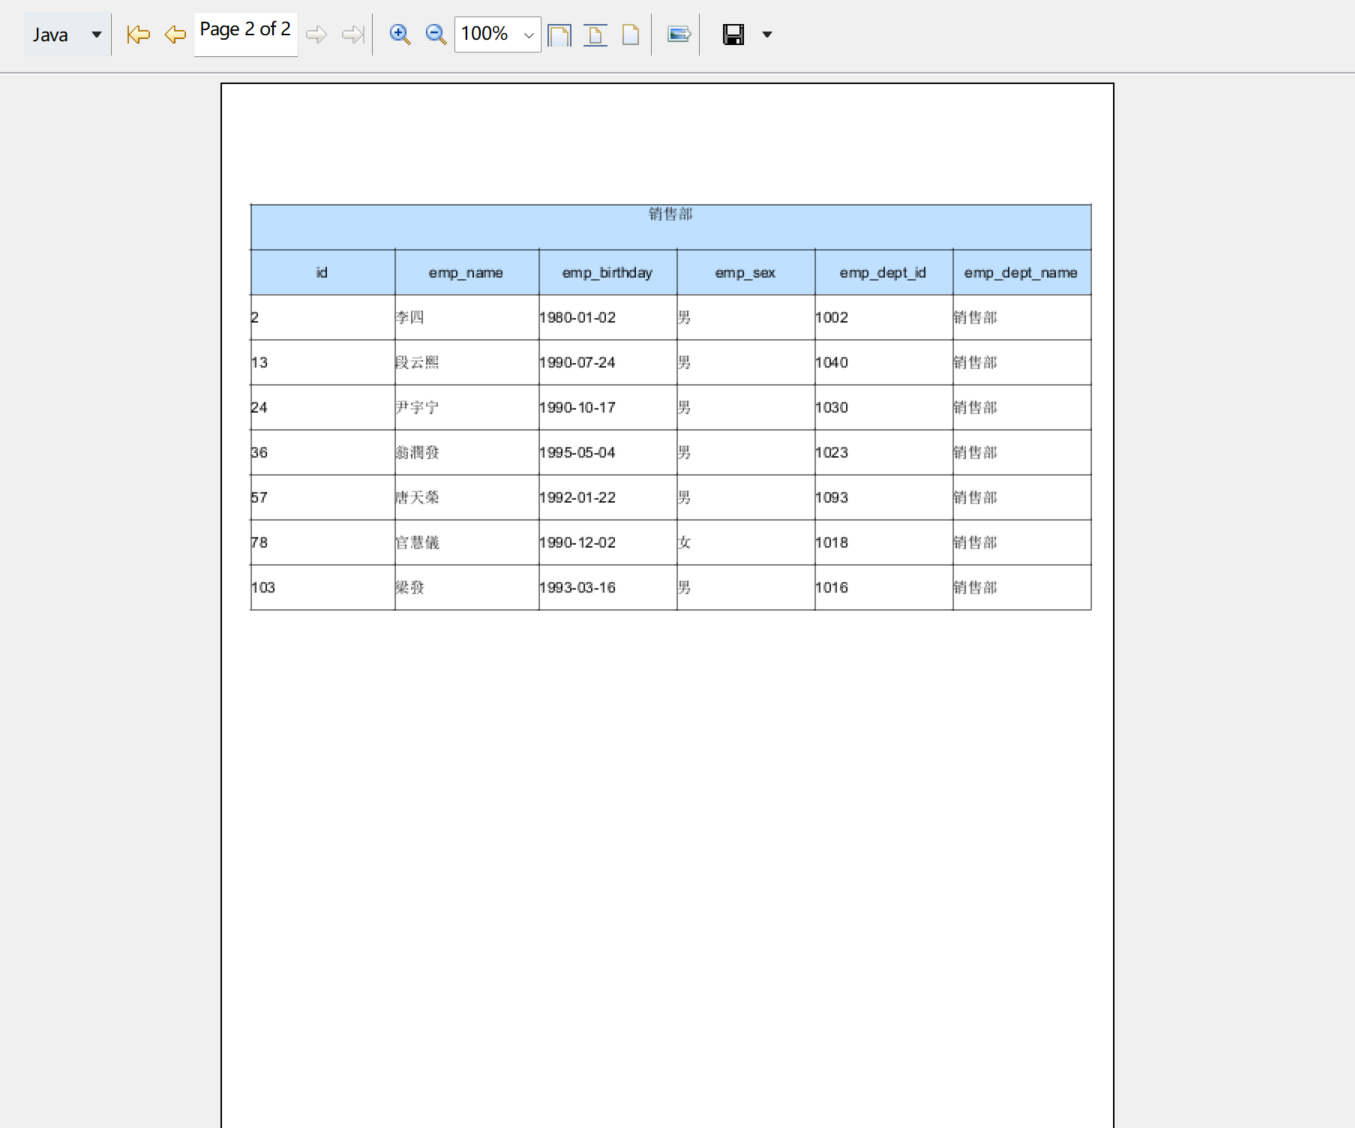 Java Page 2 of 2 100%
销售部
id emp_name emp_birthday emp_sex emp_dept_id emp_dept_name
2 李四 1980-01-02 男 1002 销售部
13 段云熙 1990-07-24 男 1040 销售部
24 尹宇宁 1990-10-17 男 1030 销售部
36 翁潤發 1995-05-04 男 1023 销售部
57 唐天榮 1992-01-22 男 1093 销售部
78 官慧儀 1990-12-02 女 1018 销售部
103 梁發 1993-03-16 男 1016 销售部